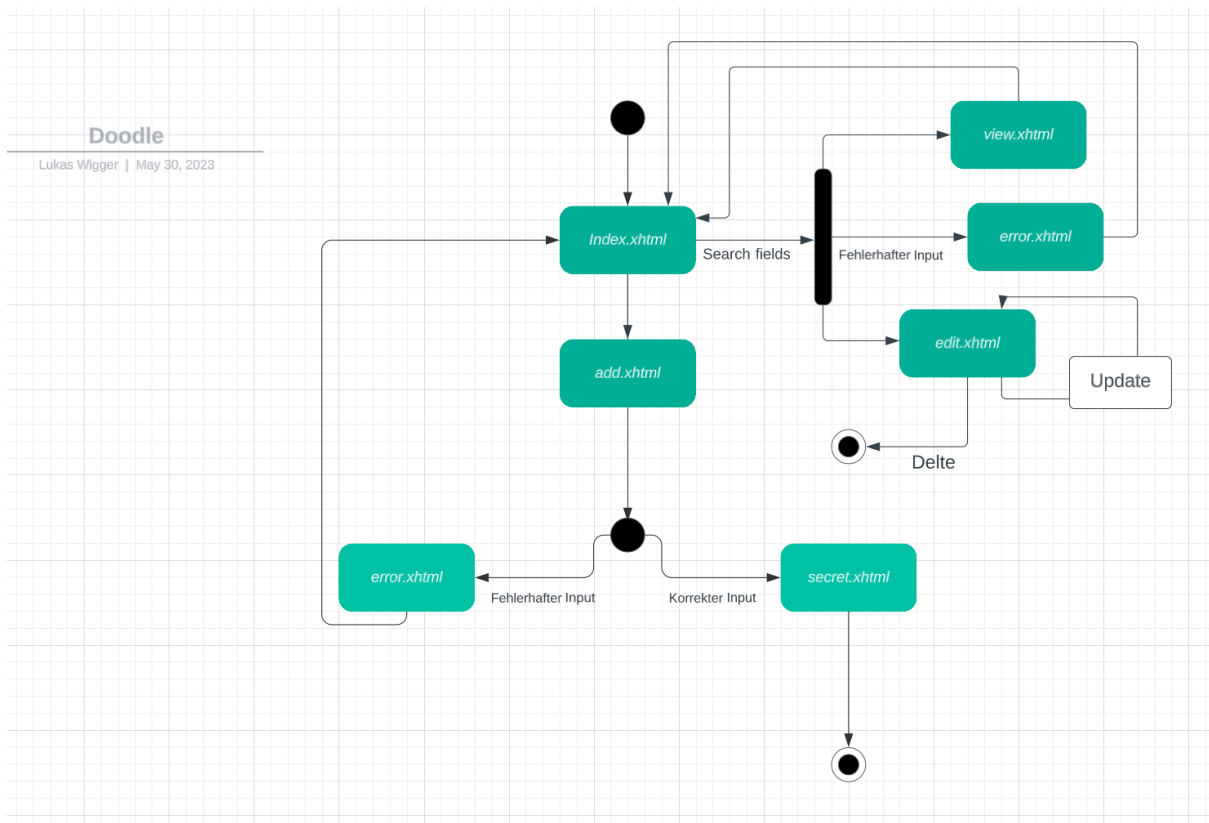 Doodle
Lukas Wigger | May 30, 2023
view.xhtml
Index.xhtml
Search fields
Fehlerhafter Input
error.xhtml
edit.xhtml
add.xhtml
Update
Delte
error.xhtml
Fehlerhafter Input
Korrekter Input
secret.xhtml